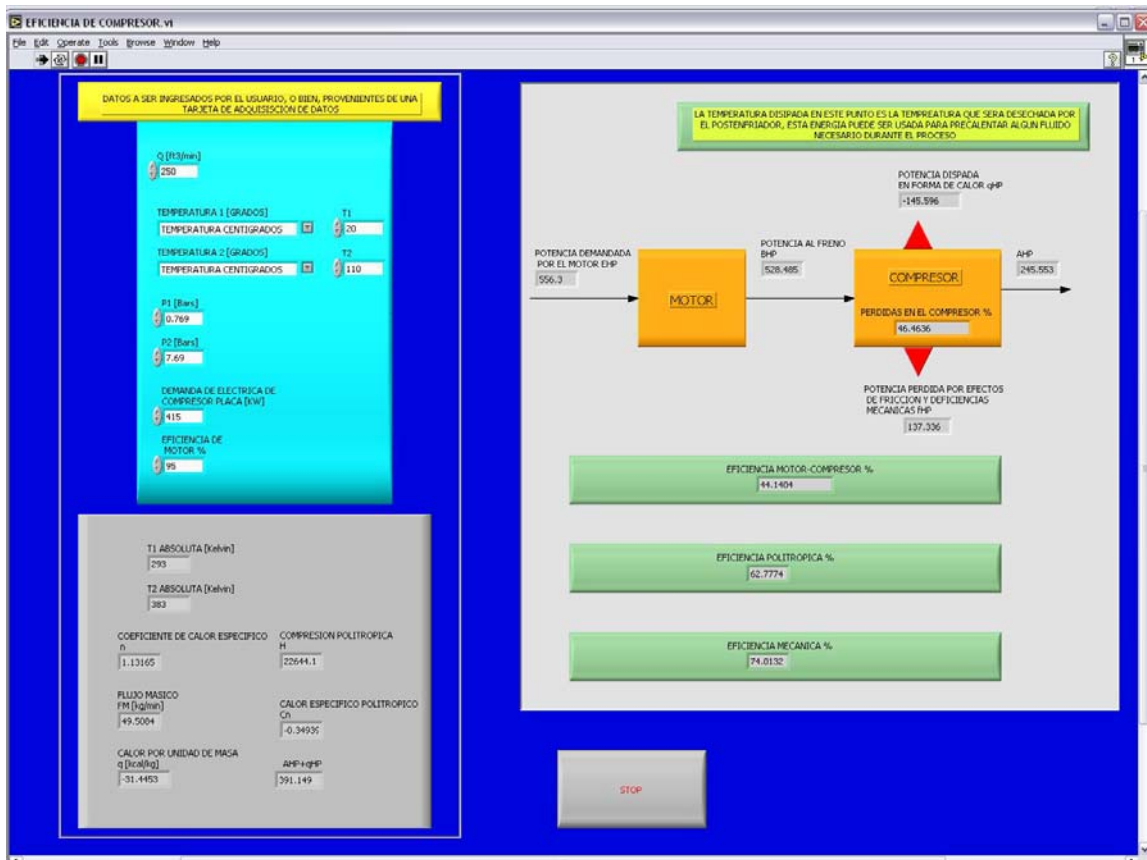 EFICIENCIA DE COMPRESOR.vi
File Edit Operate Tools Browse Window Help
1
DATOS A SER INGRESADOS POR EL USUARIO, O BIEN, PROVENIENTES DE UNA
TARJETA DE ADQUISISCION DE DATOS
Q [ft3/min]
250
TEMPERATURA 1 [GRADOS]
T1
TEMPERATURA CENTIGRADOS
20
TEMPERATURA 2 [GRADOS]
T2
TEMPERATURA CENTIGRADOS
110
P1 [Bars]
0.769
P2 [Bars]
7.69
DEMANDA DE ELECTRICA DE
COMPRESOR PLACA [KW]
415
EFICIENCIA DE
MOTOR %
95
T1 ABSOLUTA [Kelvin]
293
T2 ABSOLUTA [Kelvin]
383
COEFICIENTE DE CALOR ESPECIFICO
n
1.13165
COMPRESION POLITROPICA
H
22644.1
FLUJO MASICO
FM [kg/min]
49.5084
CALOR ESPECIFICO POLITROPICO
Cn
-0.34939
CALOR POR UNIDAD DE MASA
q [kcal/kg]
-31.4453
AHP+qHP
391.149
LA TEMPERATURA DISIPADA EN ESTE PUNTO ES LA TEMPREATURA QUE SERA DESECHADA POR
EL POSTENFRIADOR, ESTA ENERGIA PUEDE SER USADA PARA PRECALENTAR ALGUN FLUIDO
NECESARIO DURANTE EL PROCESO
POTENCIA DISPADA
EN FORMA DE CALOR qHP
-145.596
POTENCIA DEMANDADA
POR EL MOTOR EHP
556.3
MOTOR
POTENCIA AL FRENO
BHP
528.485
COMPRESOR
PERDIDAS EN EL COMPRESOR %
46.4636
AHP
245.553
POTENCIA PERDIDA POR EFECTOS
DE FRICCION Y DEFICIENCIAS
MECANICAS fHP
137.336
EFICIENCIA MOTOR-COMPRESOR %
44.1404
EFICIENCIA POLITROPICA %
62.7774
EFICIENCIA MECANICA %
74.0132
STOP